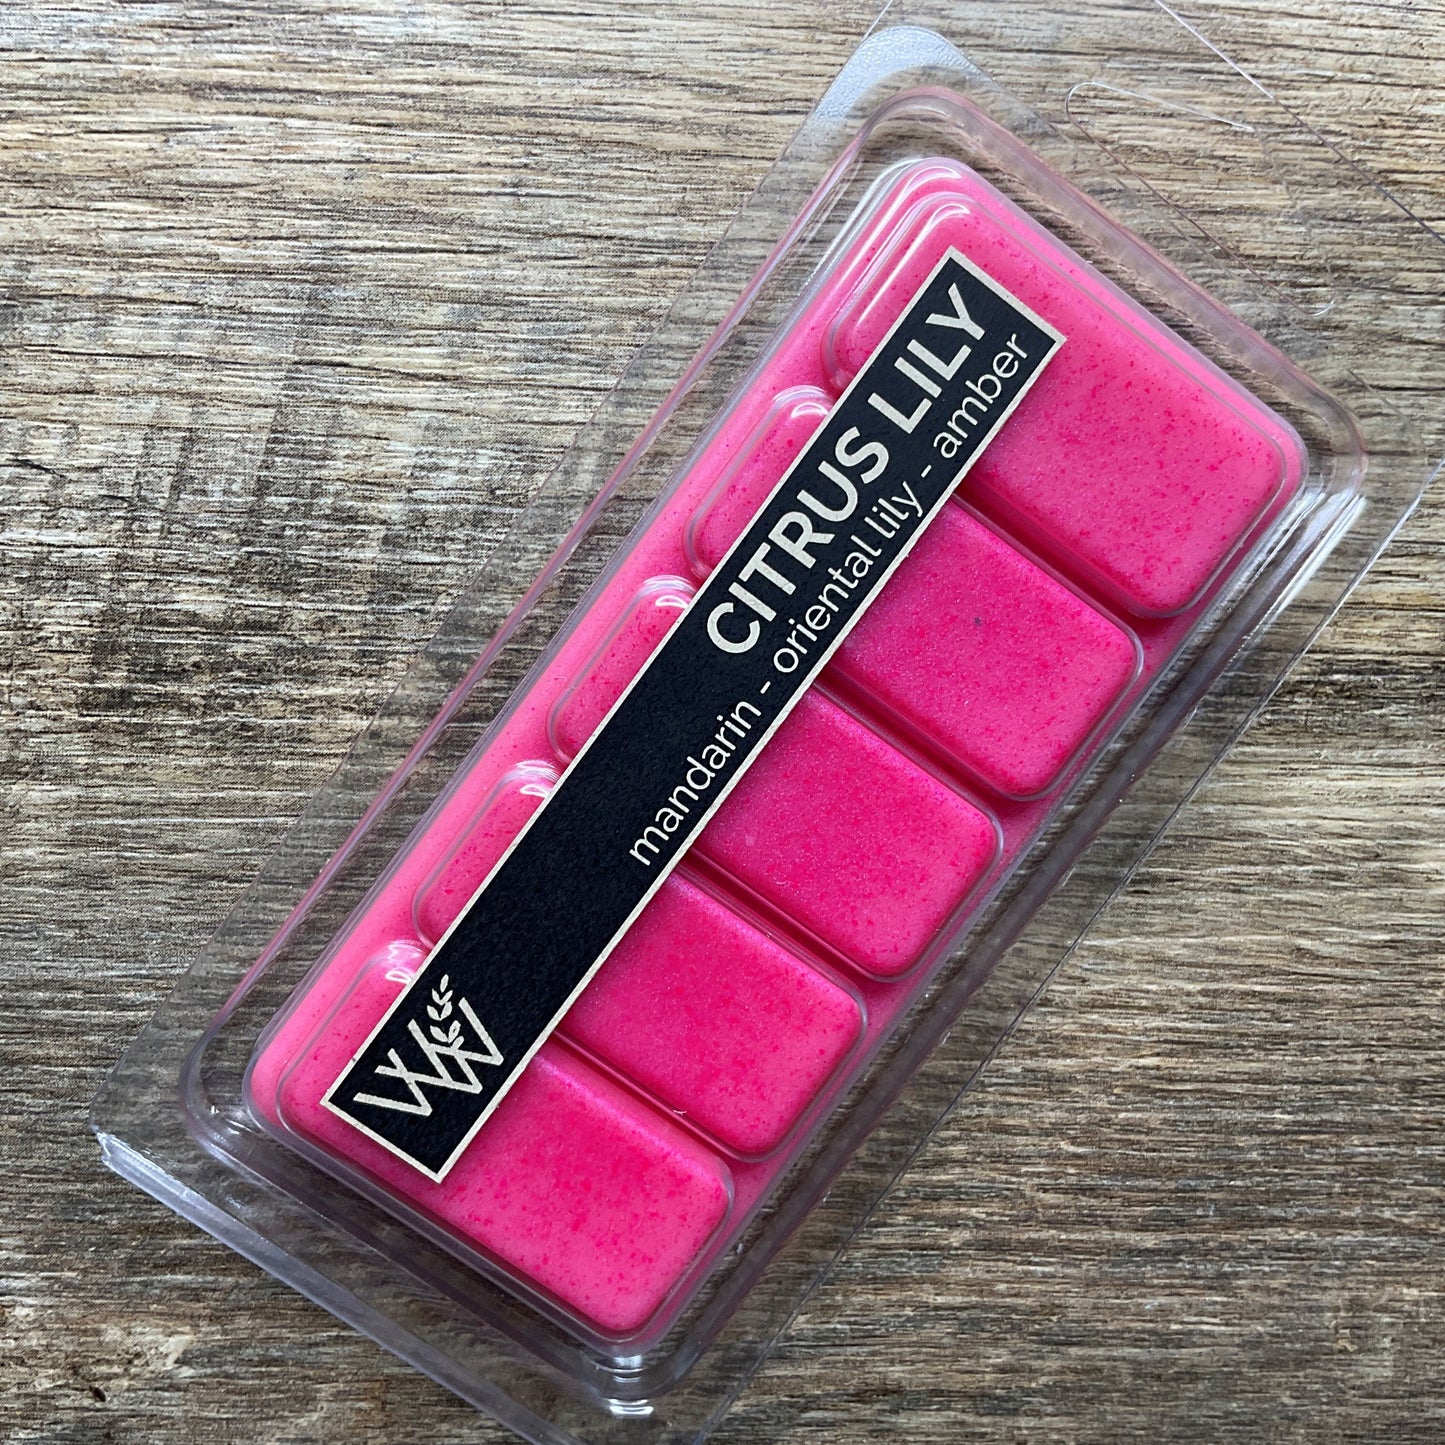 CITRUS LILY
mandarin - oriental lily - amber
W